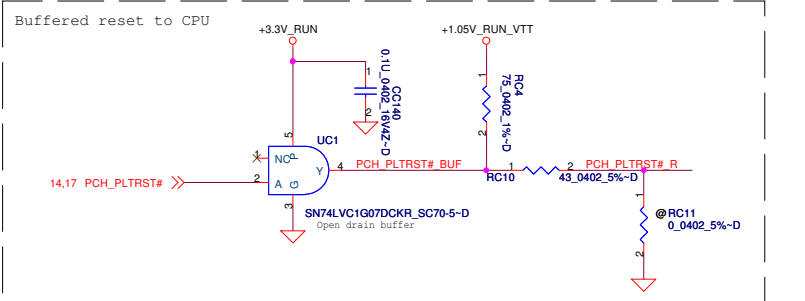 Buffered reset to CPU
+3.3V_RUN
+1.05V_RUN_VTT
1
2
CC140
0.1U_0402_16V4Z~D
1
2
RC4
75_0402_1%~D
5
UC1
1
NC
P
2
A
G
Y
4
3
14,17 PCH_PLTRST#
PCH_PLTRST#_BUF
RC10
1
2
43_0402_5%~D
PCH_PLTRST#_R
SN74LVC1G07DCKR_SC70-5~D
Open drain buffer
1
2
@RC11
0_0402_5%~D